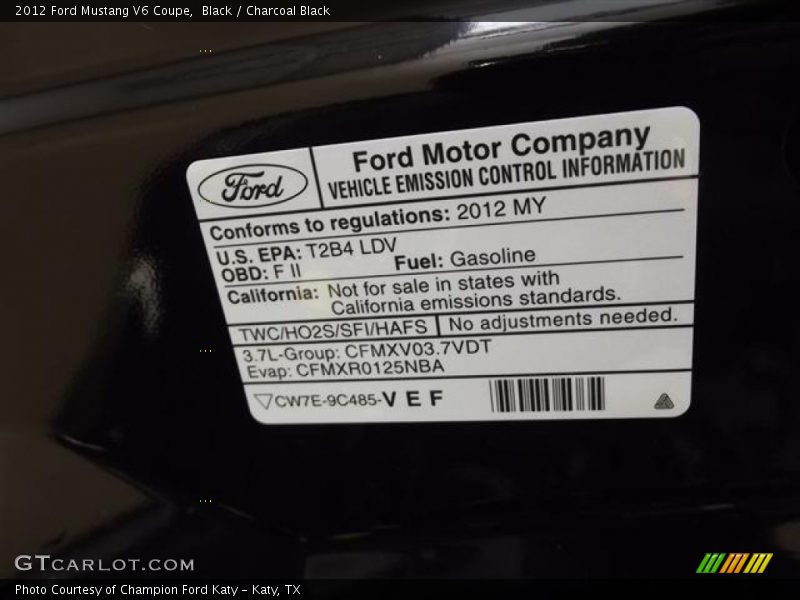 2012 Ford Mustang V6 Coupe,  Black / Charcoal Black
Ford
Ford Motor Company
VEHICLE EMISSION CONTROL INFORMATION
Conforms to regulations: 2012 MY
U.S. EPA: T2B4 LDV
OBD: F II
Fuel: Gasoline
California: Not for sale in states with
California emissions standards.
TWC/HO2S/SFI/HAFS
No adjustments needed.
3.7L-Group: CFMXV03.7VDT
Evap: CFMXR0125NBA
CW7E-9C485-V E F
GTCARLOT.COM
Photo Courtesy of Champion Ford Katy - Katy, TX